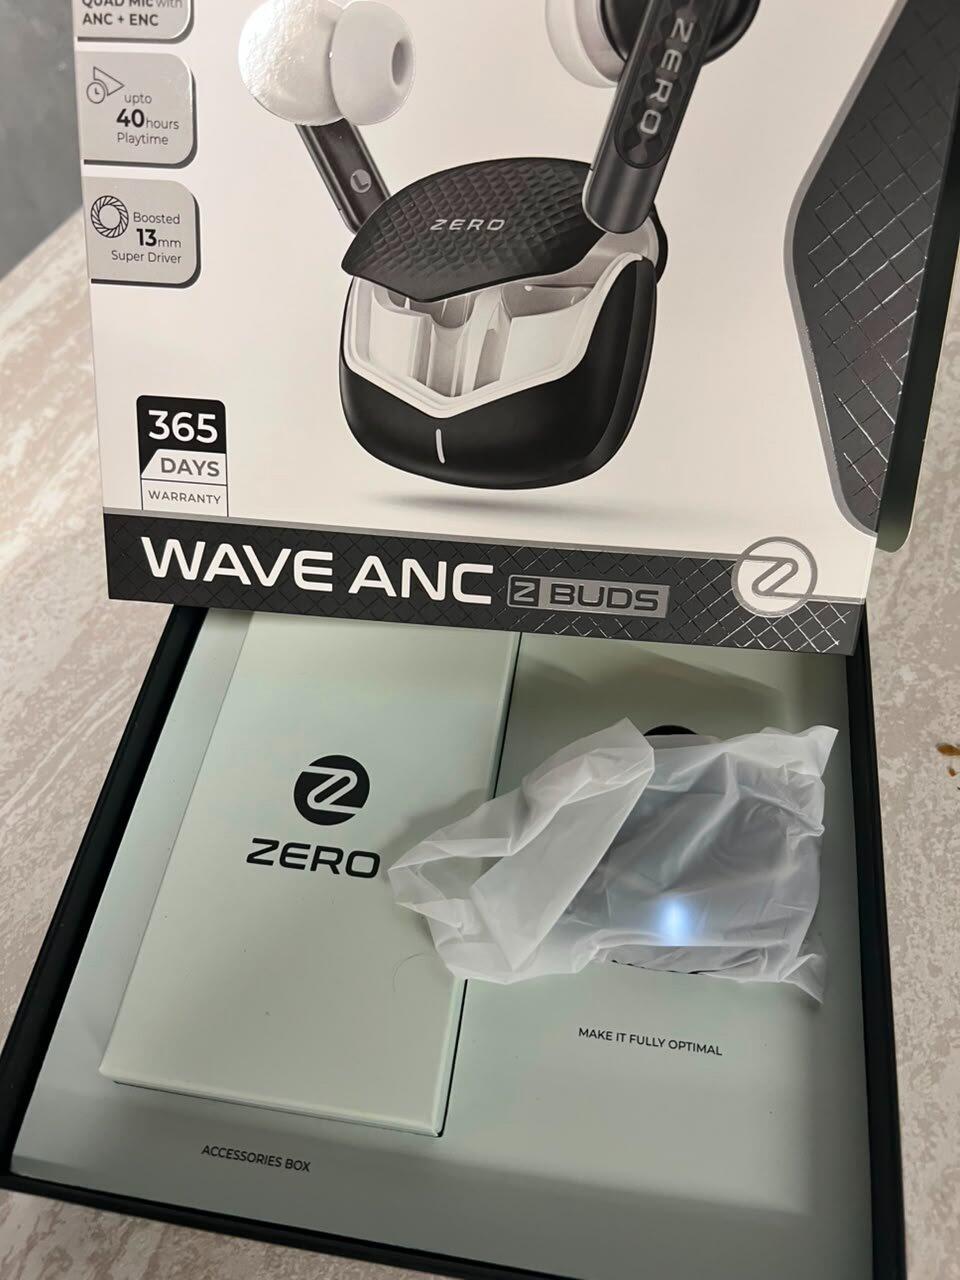 QUAD MIC with
ANC + ENC
upto
40hours
Playtime
Boosted
13mm
Super Driver
L
ZERO
ZERO
365
DAYS
WARRANTY
WAVE ANC Z BUDS
ZERO
MAKE IT FULLY OPTIMAL
ACCESSORIES BOX